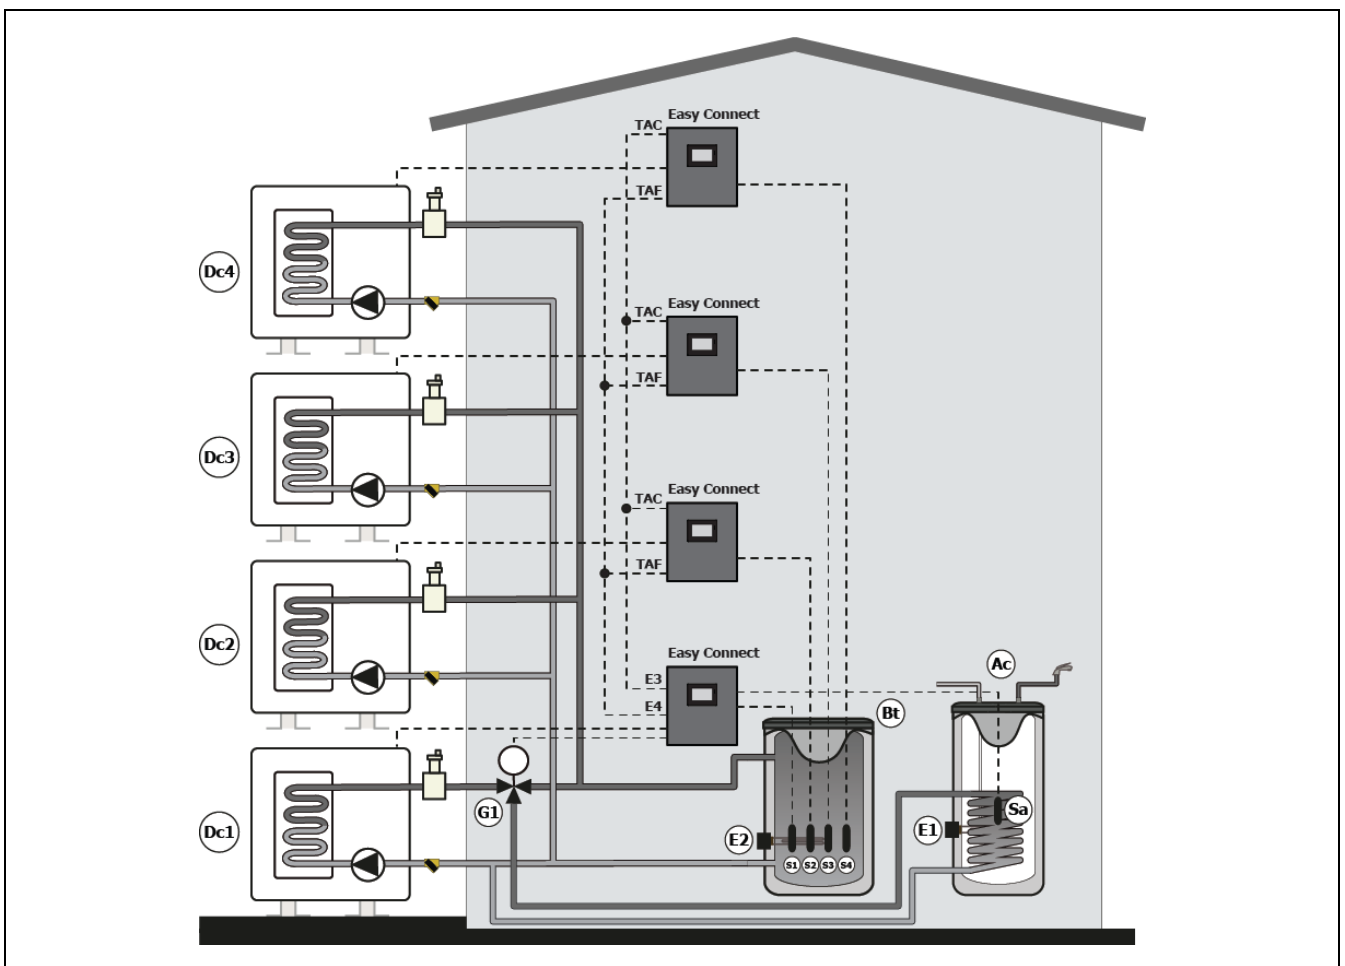 Easy Connect
TAC
TAF
Dc4
Easy Connect
TAC
TAF
Dc3
Easy Connect
TAC
TAF
Dc2
Easy Connect
E3
E4
Ac
Bt
G1
Dc1
E2
S1 S2 S3 S4
E1
Sa